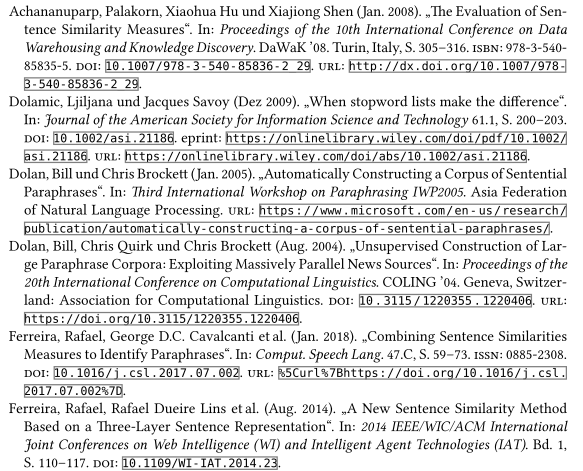 Achananuparp, Palakorn, Xiaohua Hu und Xiajiong Shen (Jan. 2008). „The Evaluation of Sen-
tence Similarity Measures“. In: Proceedings of the 10th International Conference on Data
Warehousing and Knowledge Discovery. DaWaK ’08. Turin, Italy, S. 305–316. ISBN: 978-3-540-
85835-5. DOI: 10.1007/978-3-540-85836-2_29. URL: http://dx.doi.org/10.1007/978-
3-540-85836-2_29.
Dolamic, Ljiljana und Jacques Savoy (Dez 2009). „When stopword lists make the difference“.
In: Journal of the American Society for Information Science and Technology 61.1, S. 200–203.
DOI: 10.1002/asi.21186. eprint: https://onlinelibrary.wiley.com/doi/pdf/10.1002/
asi.21186. URL: https://onlinelibrary.wiley.com/doi/abs/10.1002/asi.21186.
Dolan, Bill und Chris Brockett (Jan. 2005). „Automatically Constructing a Corpus of Sentential
Paraphrases“. In: Third International Workshop on Paraphrasing IWP2005. Asia Federation
of Natural Language Processing. URL: https://www.microsoft.com/en-us/research/
publication/automatically-constructing-a-corpus-of-sentential-paraphrases/.
Dolan, Bill, Chris Quirk und Chris Brockett (Aug. 2004). „Unsupervised Construction of Lar-
ge Paraphrase Corpora: Exploiting Massively Parallel News Sources“. In: Proceedings of the
20th International Conference on Computational Linguistics. COLING ’04. Geneva, Switzer-
land: Association for Computational Linguistics. DOI: 10.3115/1220355.1220406. URL:
https://doi.org/10.3115/1220355.1220406.
Ferreira, Rafael, George D.C. Cavalcanti et al. (Jan. 2018). „Combining Sentence Similarities
Measures to Identify Paraphrases“. In: Comput. Speech Lang. 47.C, S. 59–73. ISSN: 0885-2308.
DOI: 10.1016/j.csl.2017.07.002. URL: %5Curl%7Bhttps://doi.org/10.1016/j.csl.
2017.07.002%7D.
Ferreira, Rafael, Rafael Dueire Lins et al. (Aug. 2014). „A New Sentence Similarity Method
Based on a Three-Layer Sentence Representation“. In: 2014 IEEE/WIC/ACM International
Joint Conferences on Web Intelligence (WI) and Intelligent Agent Technologies (IAT). Bd. 1,
S. 110–117. DOI: 10.1109/WI-IAT.2014.23.